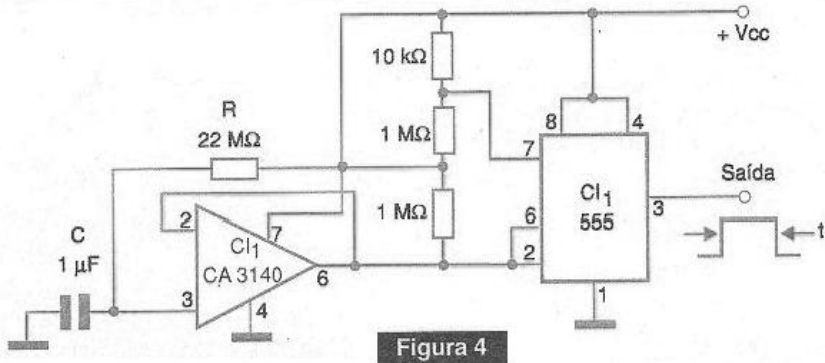 + Vcc
10 kΩ
R
22 MΩ
1 MΩ
1 MΩ
8
4
7
6
2
CI1
555
3
1
Saída
t
C
1 µF
2
3
7
CI1
CA 3140
6
4
Figura 4